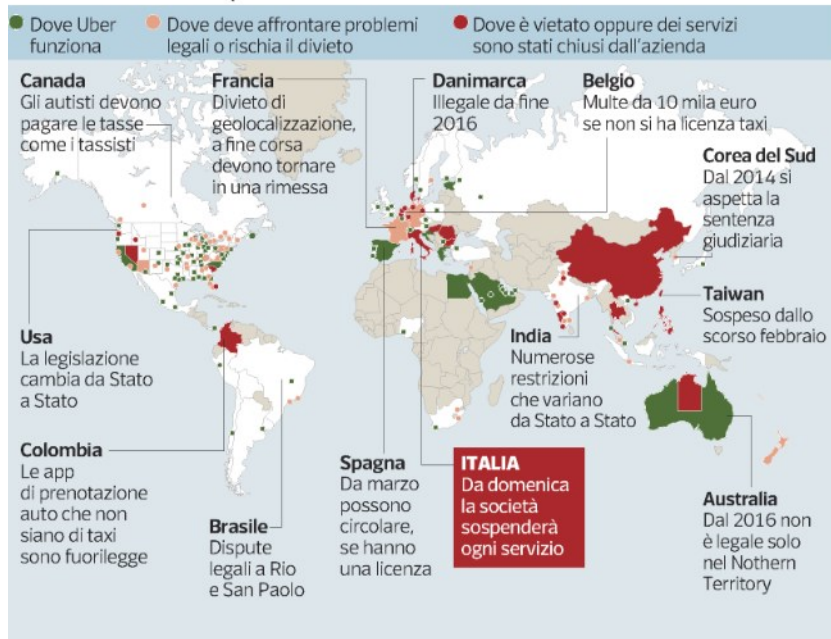 Dove Uber
funziona
Dove deve affrontare problemi
legali o rischia il divieto
Dove è vietato oppure dei servizi
sono stati chiusi dall'azienda
Canada
Gli autisti devono
pagare le tasse
come i tassisti
Francia
Divieto di
geolocalizzazione,
a fine corsa
devono tornare
in una rimessa
Danimarca
Illegale da fine
2016
Belgio
Multe da 10 mila euro
se non si ha licenza taxi
Corea del Sud
Dal 2014 si
aspetta la
sentenza
giudiziaria
Taiwan
Sospeso dallo
scorso febbraio
Usa
La legislazione
cambia da Stato
a Stato
India
Numerose
restrizioni
che variano
da Stato a Stato
Colombia
Le app
di prenotazione
auto che non
siano di taxi
sono fuorilegge
Brasile
Dispute
legali a Rio
e San Paolo
Spagna
Da marzo
possono
circolare,
se hanno
una licenza
ITALIA
Da domenica
la società
sospenderà
ogni servizio
Australia
Dal 2016 non
è legale solo
nel Nothern
Territory